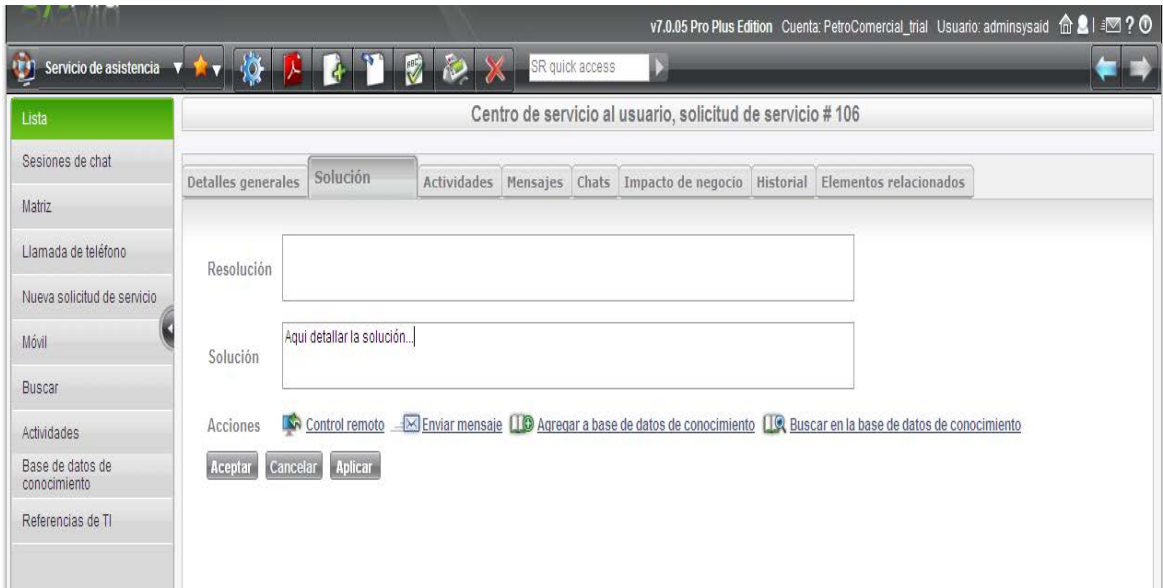 v7.0.05 Pro Plus Edition Cuenta: PetroComercial_trial Usuario: adminsysaid
Servicio de asistencia
SR quick access
Lista
Sesiones de chat
Matriz
Llamada de teléfono
Nueva solicitud de servicio
Móvil
Buscar
Actividades
Base de datos de
conocimiento
Referencias de TI
Centro de servicio al usuario, solicitud de servicio # 106
Detalles generales Solución Actividades Mensajes Chats Impacto de negocio Historial Elementos relacionados
Resolución
Solución
Aqui detallar la solución...
Acciones Control remoto Enviar mensaje Agregar a base de datos de conocimiento Buscar en la base de datos de conocimiento
Aceptar Cancelar Aplicar